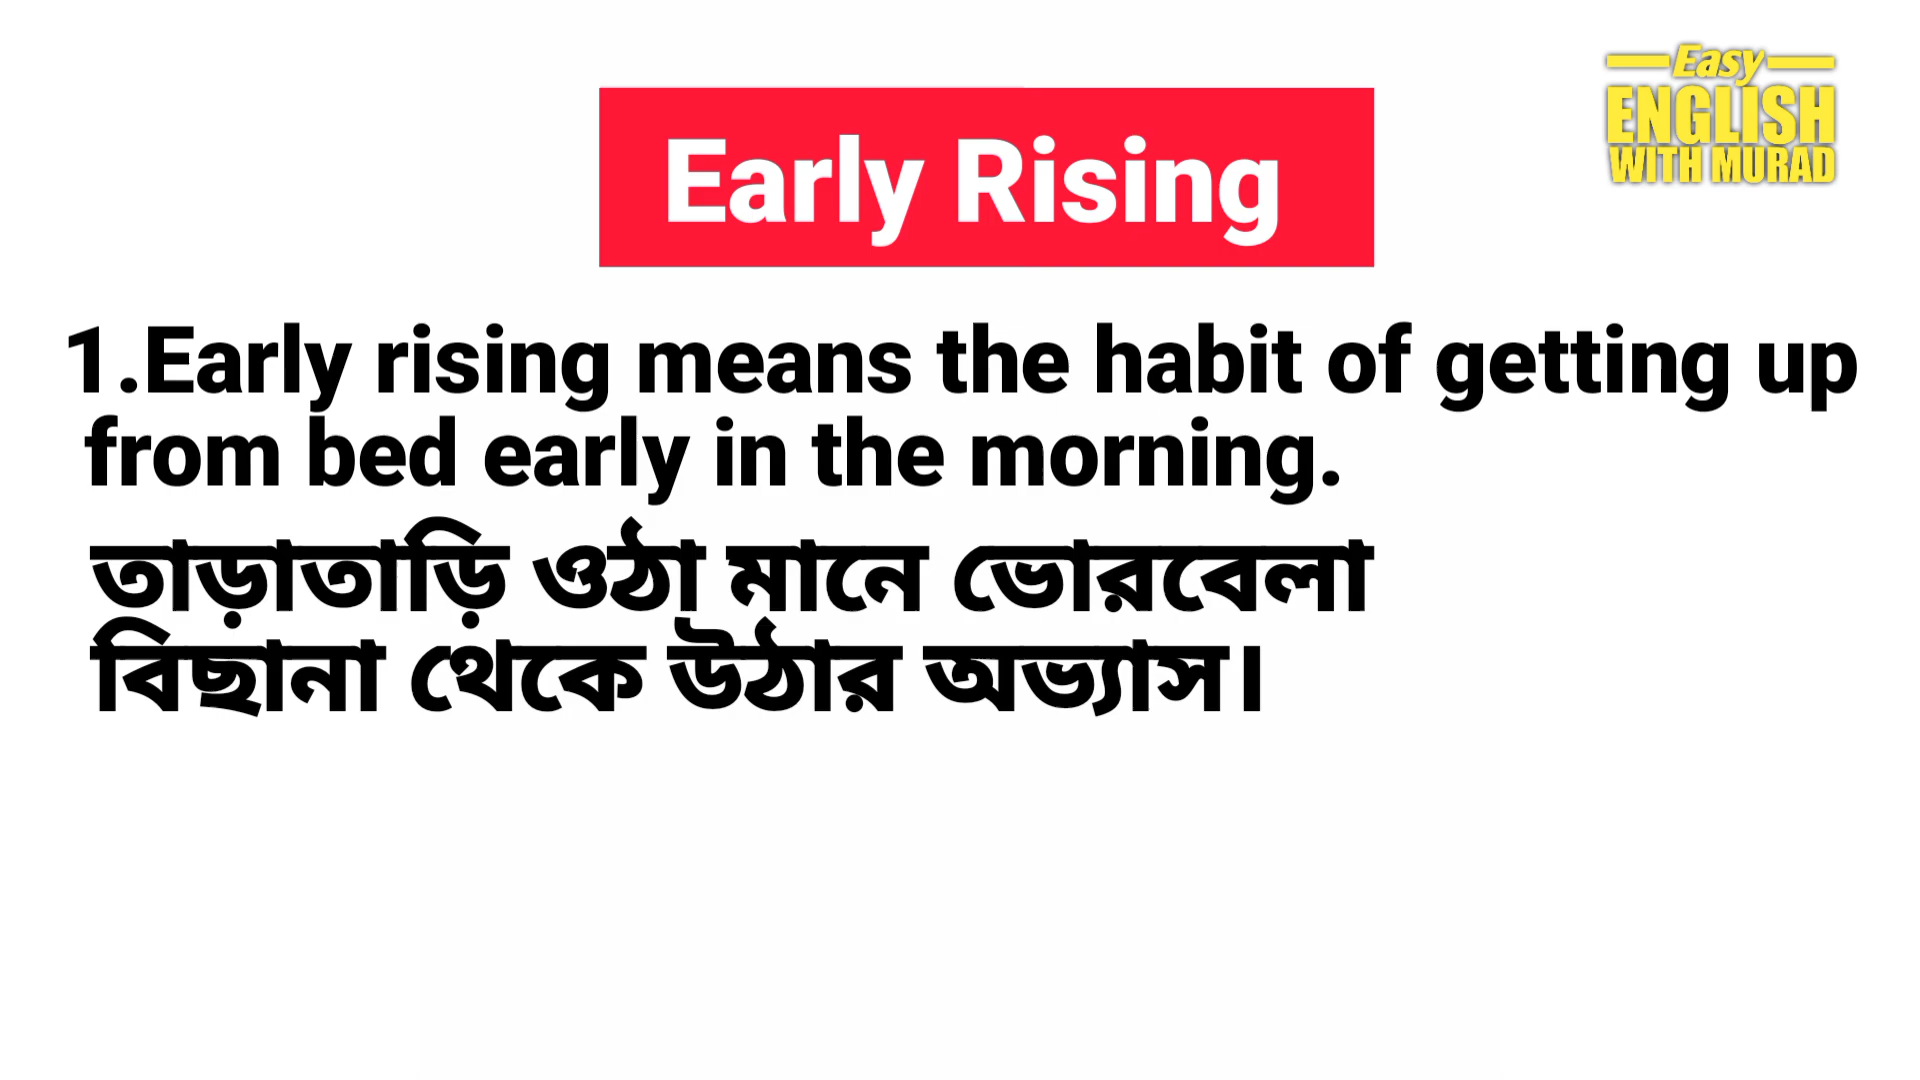 Easy
ENGLISH
WITH MURAD
Early Rising
1.Early rising means the habit of getting up
from bed early in the morning.
তাড়াতাড়ি ওঠা মানে ভোরবেলা
বিছানা থেকে উঠার অভ্যাস।